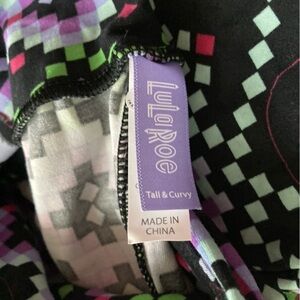 LuLaRoe
Tall & Curvy
MADE IN
CHINA